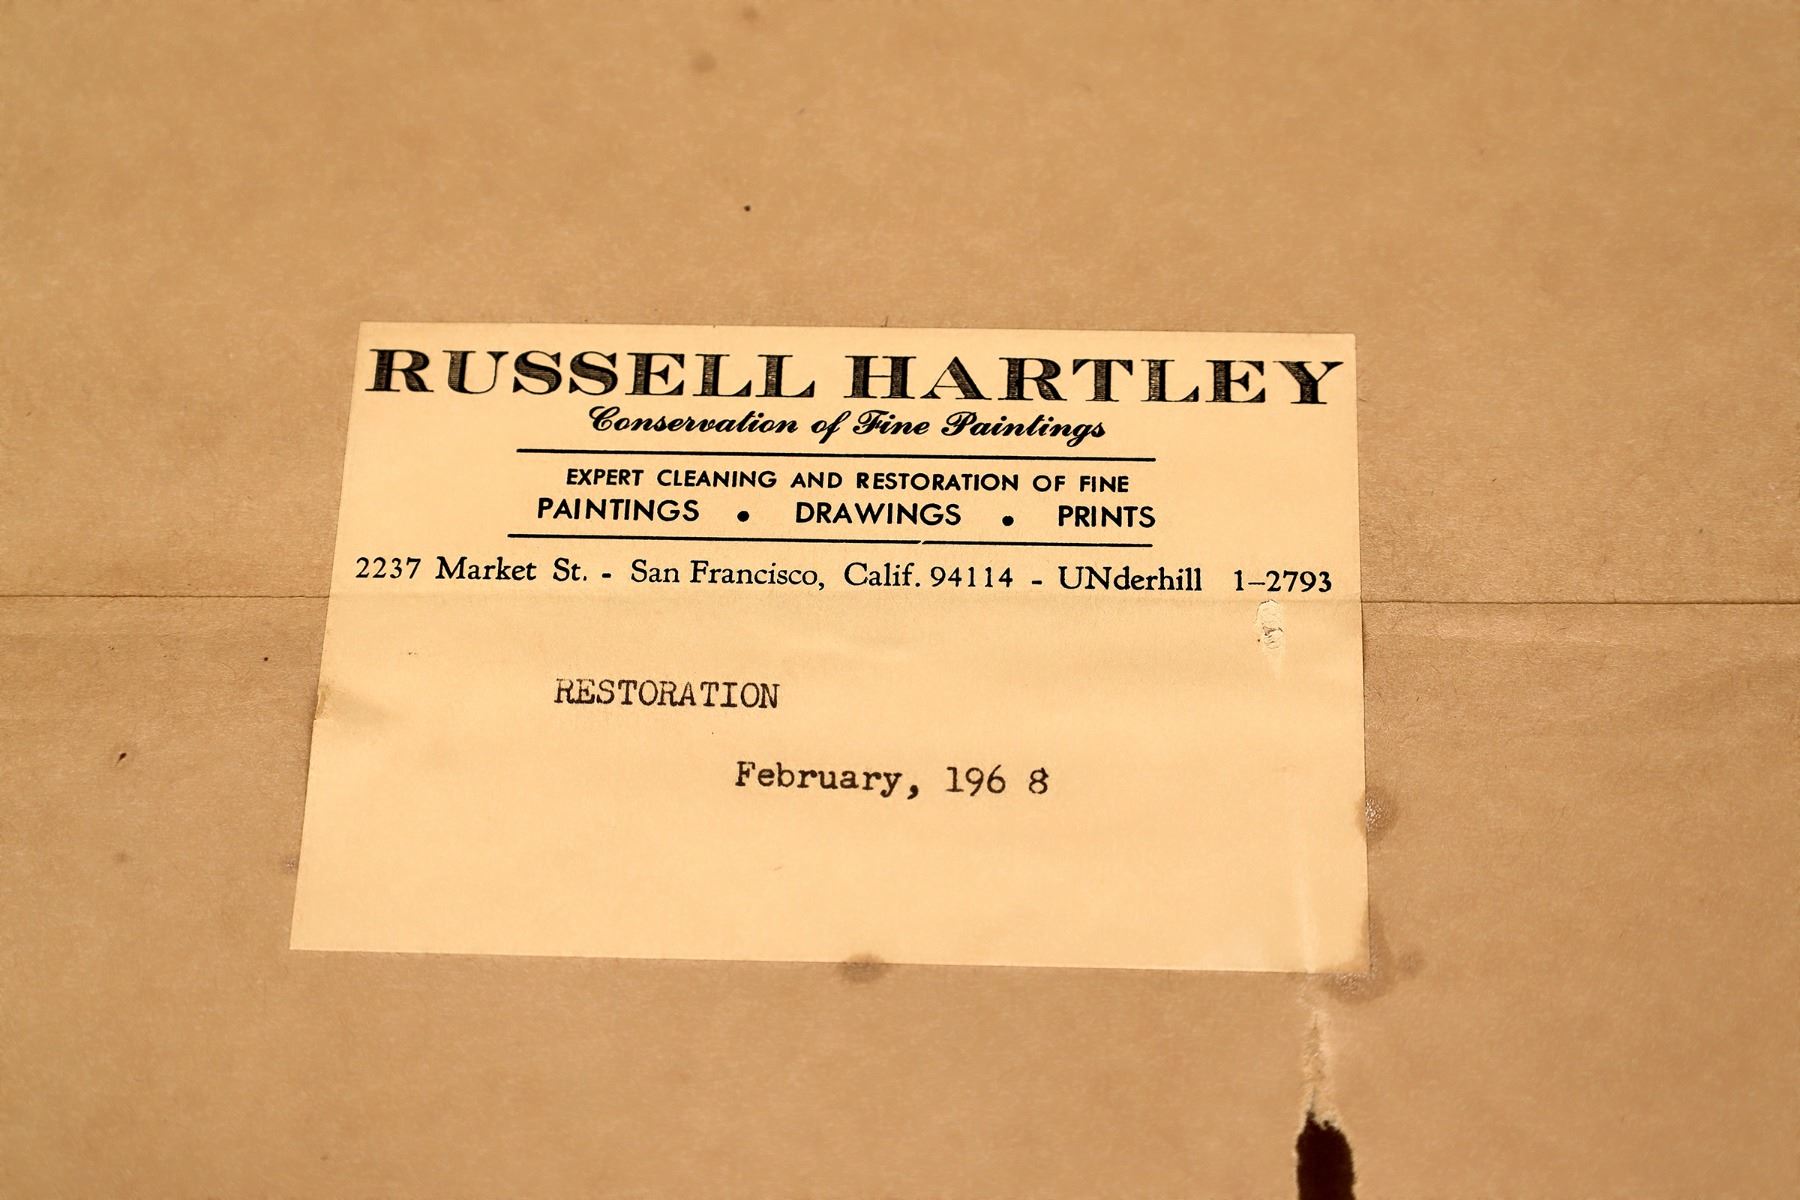 RUSSELL HARTLEY
Conservation of Fine Paintings
EXPERT CLEANING AND RESTORATION OF FINE
PAINTINGS • DRAWINGS • PRINTS
2237 Market St. - San Francisco, Calif. 94114 - UNderhill 1-2793
RESTORATION
February, 196 8